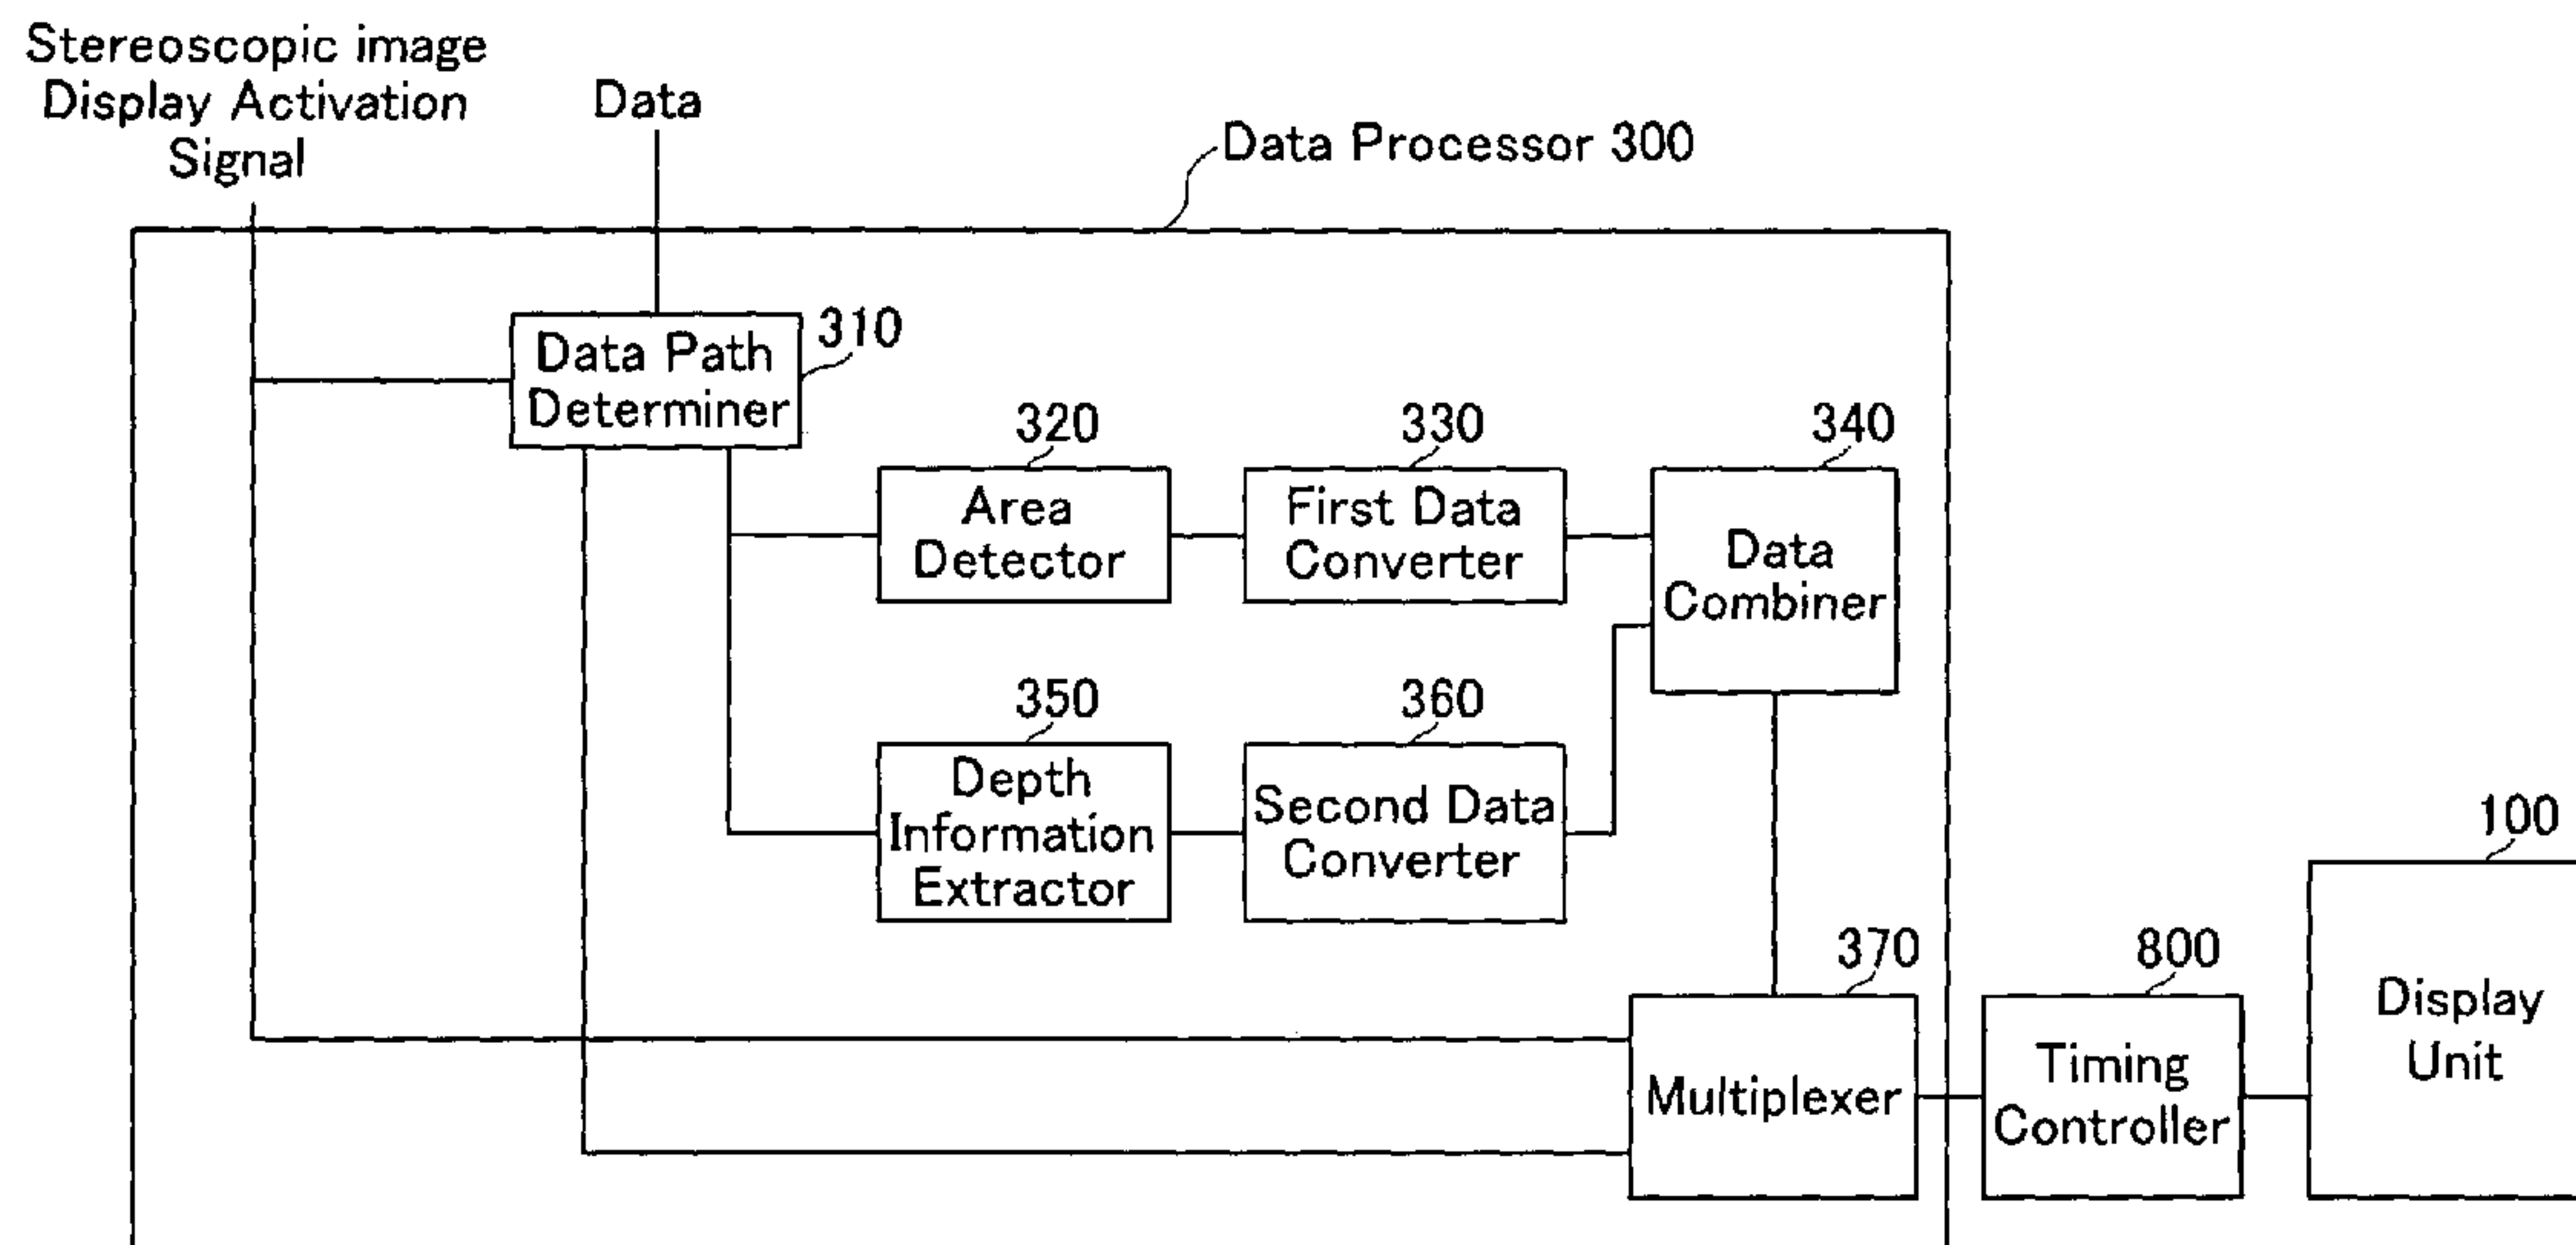 Stereoscopic image
Display Activation
Signal
Data
Data Processor 300
Data Path
Determiner
310
320
Area
Detector
330
First Data
Converter
340
Data
Combiner
350
Depth
Information
Extractor
360
Second Data
Converter
370
Multiplexer
800
Timing
Controller
100
Display
Unit